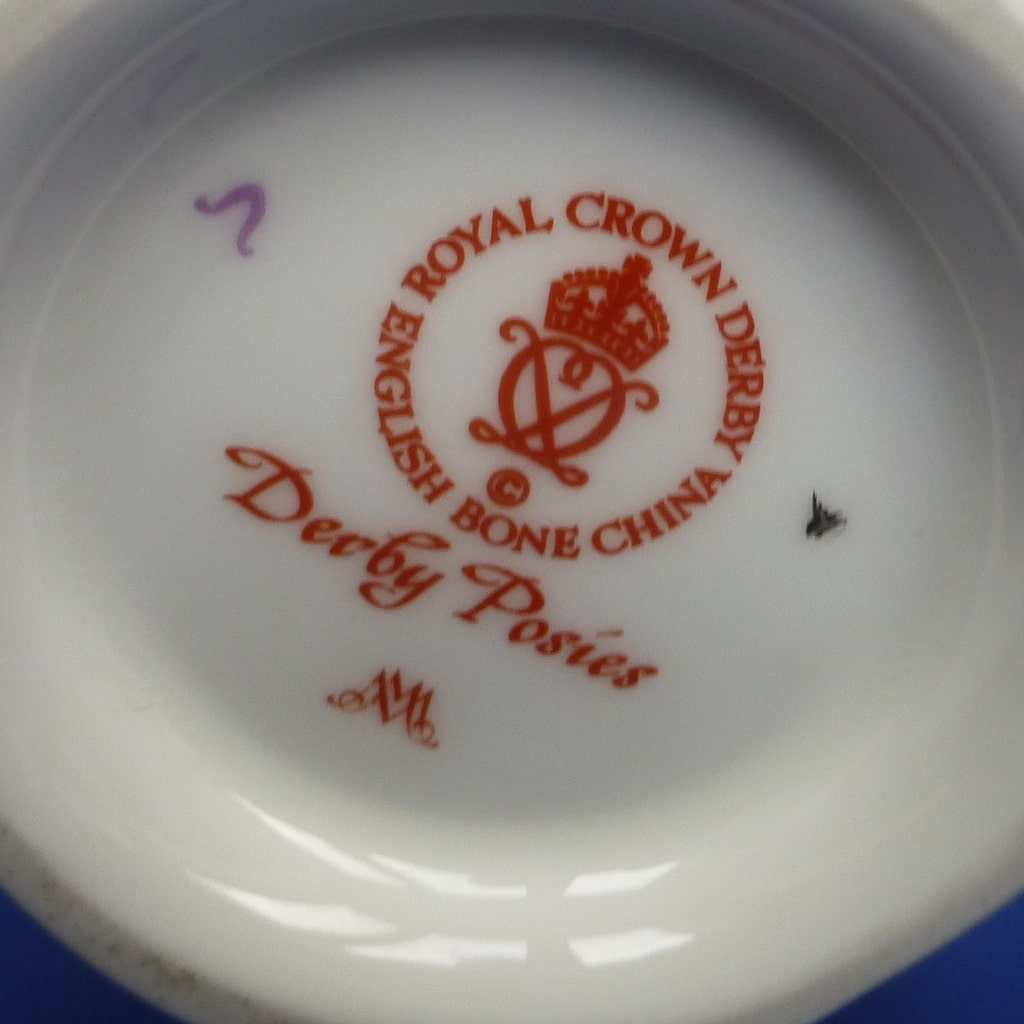 ROYAL CROWN DERBY
ENGLISH BONE CHINA
©
Derby Posies